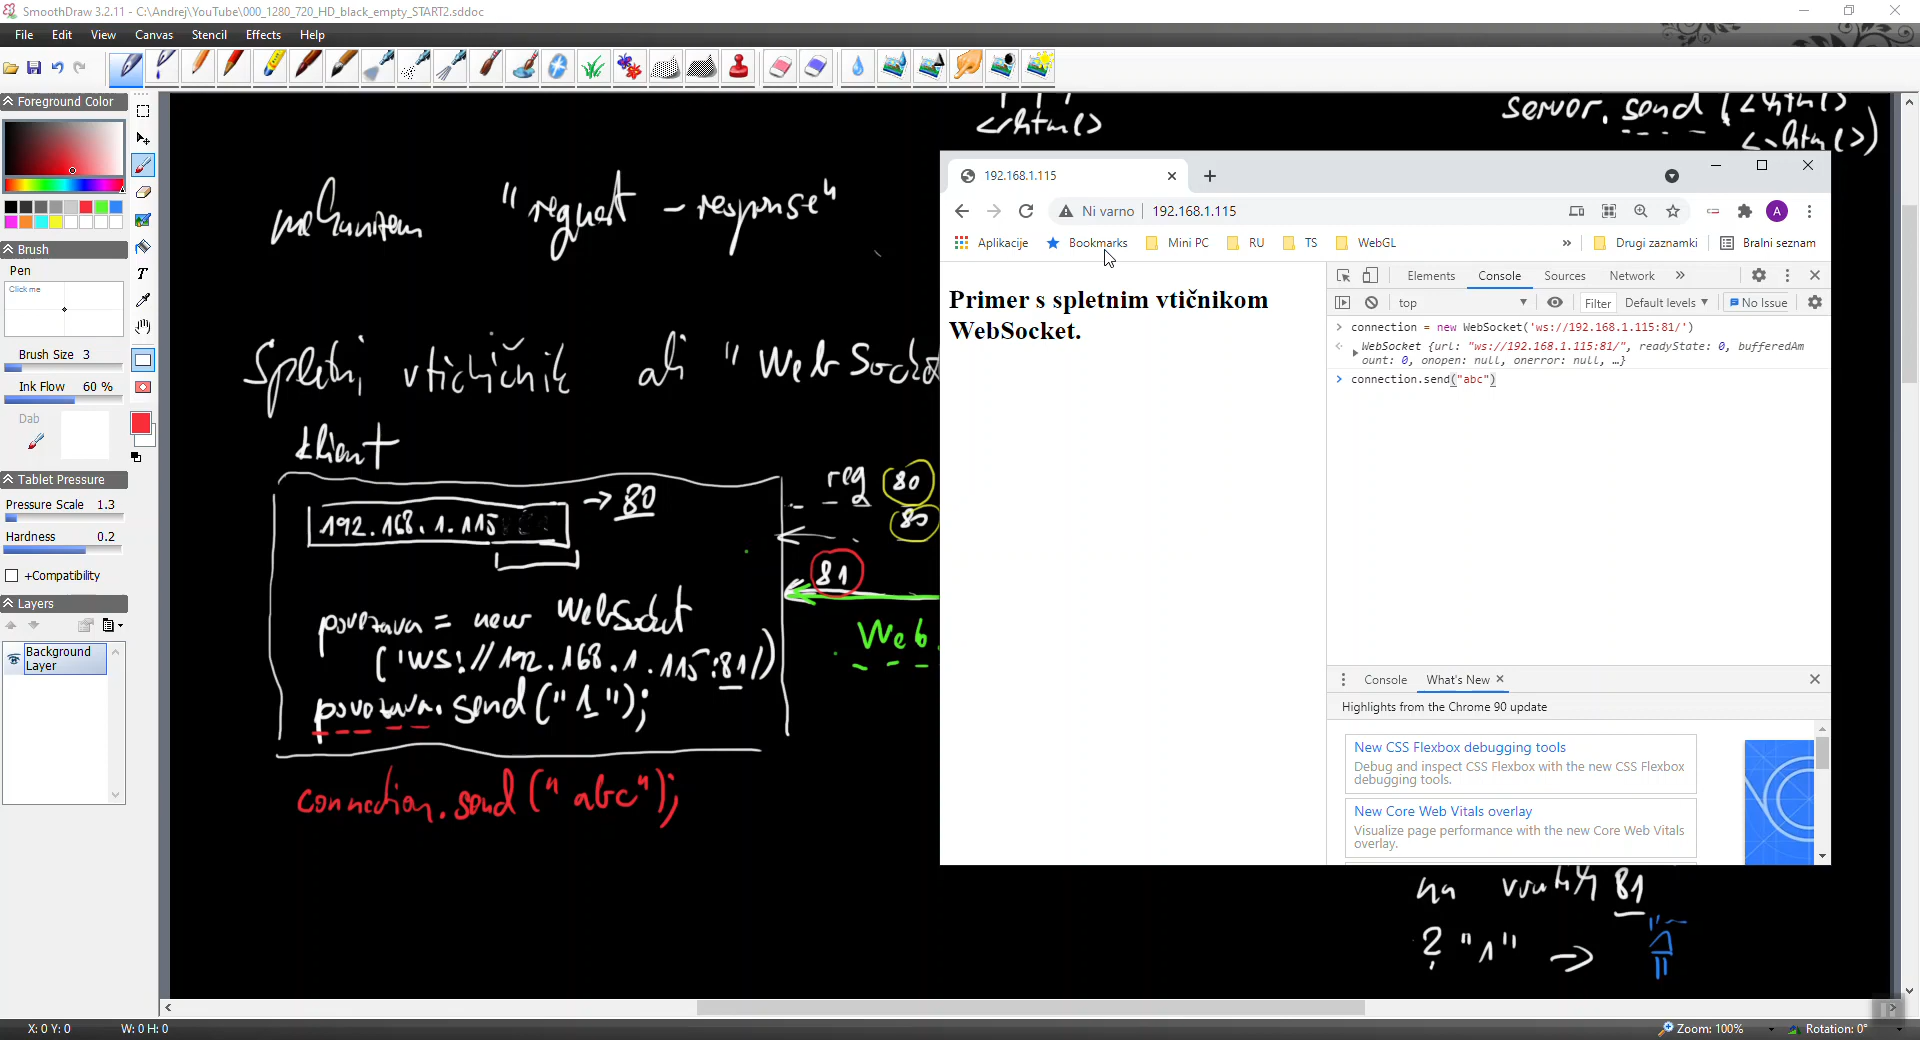 SmoothDraw 3.2.11 - C:\Andrej\YouTube\000_1280_720_HD_black_empty_START2.sddoc
File Edit View Canvas Stencil Effects Help
Foreground Color
Brush
Pen
Click me
Brush Size 3
Ink Flow 60 %
Dab
Tablet Pressure
Pressure Scale 1.3
Hardness 0.2
+Compatibility
Layers
Background
Layer
</html>
server.send (<html>
<html>)
"request - response"
Spletni vtičnik ali "WebSocket
klient
192.168.1.115 → 80
req 80
80
81
Web
povezava = new WebSocket
('ws://192.168.1.115:81/)
povezava.send("1");
connection.send("abc");
192.168.1.115
Ni varno 192.168.1.115
Aplikacije Bookmarks Mini PC RU TS WebGL » Drugi zaznamki Bralni seznam
A
Primer s spletnim vtičnikom
WebSocket.
Elements Console Sources Network »
top Filter Default levels No Issue
connection = new WebSocket('ws://192.168.1.115:81/')
WebSocket {url: "ws://192.168.1.115:81/", readyState: 0, bufferedAm
ount: 0, onopen: null, onerror: null, …}
connection.send("abc")
Console What's New
Highlights from the Chrome 90 update
New CSS Flexbox debugging tools
Debug and inspect CSS Flexbox with the new CSS Flexbox
debugging tools.
New Core Web Vitals overlay
Visualize page performance with the new Core Web Vitals
overlay.
na 81
? "1" →
X: 0 Y: 0 W: 0 H: 0
Zoom: 100% Rotation: 0°